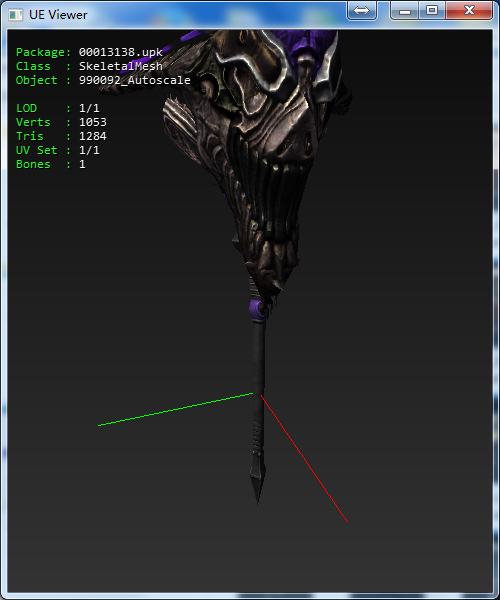 UE Viewer
Package: 00013138.upk
Class : SkeletalMesh
Object : 990092_Autoscale
LOD : 1/1
Verts : 1053
Tris : 1284
UV Set : 1/1
Bones : 1